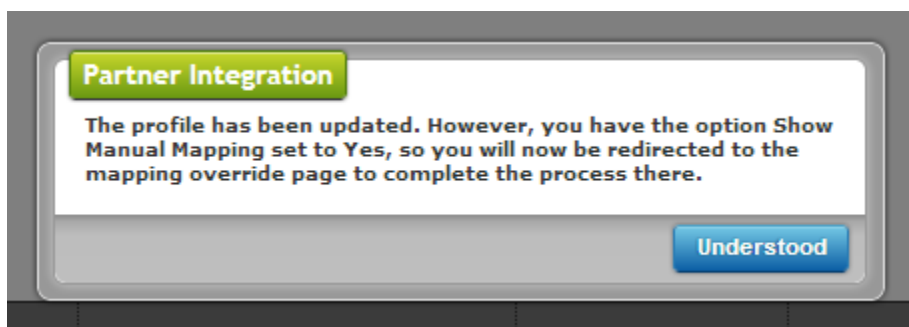 Partner Integration
The profile has been updated. However, you have the option Show
Manual Mapping set to Yes, so you will now be redirected to the
mapping override page to complete the process there.
Understood